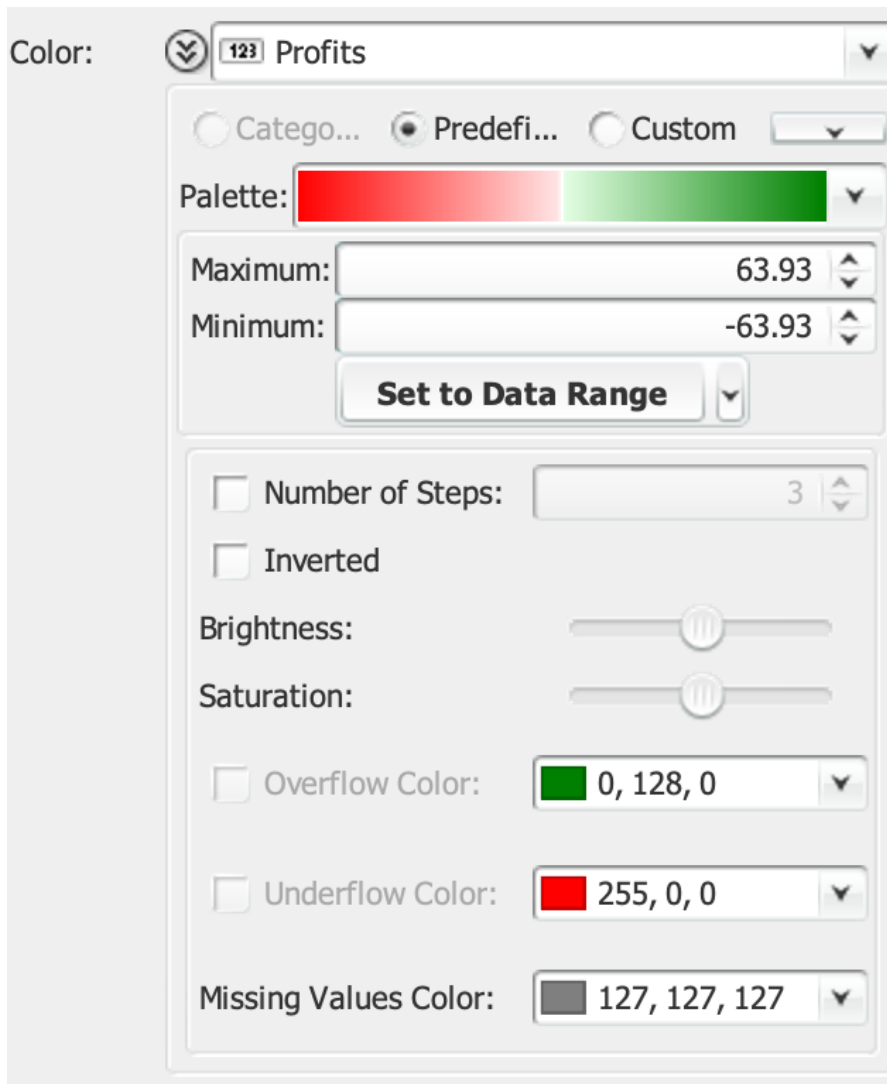 Color: 123 Profits
Catego... Predefi... Custom
Palette:
Maximum: 63.93
Minimum: -63.93
Set to Data Range
Number of Steps: 3
Inverted
Brightness:
Saturation:
Overflow Color: 0, 128, 0
Underflow Color: 255, 0, 0
Missing Values Color: 127, 127, 127